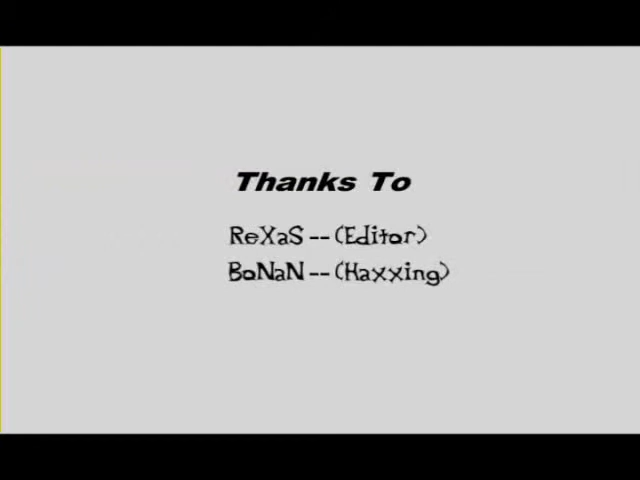 Thanks To
ReXaS -- (Editor)
BoNaN -- (Haxxing)